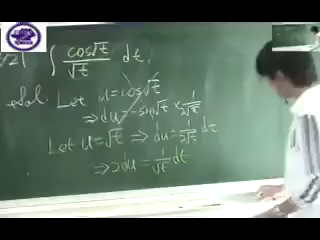 ∫ cos√t / √t dt.
Sol. Let u = cos√t
⇒ du = -sin√t × 1/2√t
Let u = √t ⇒ du = 1/2√t dt
⇒ 2du = 1/√t dt